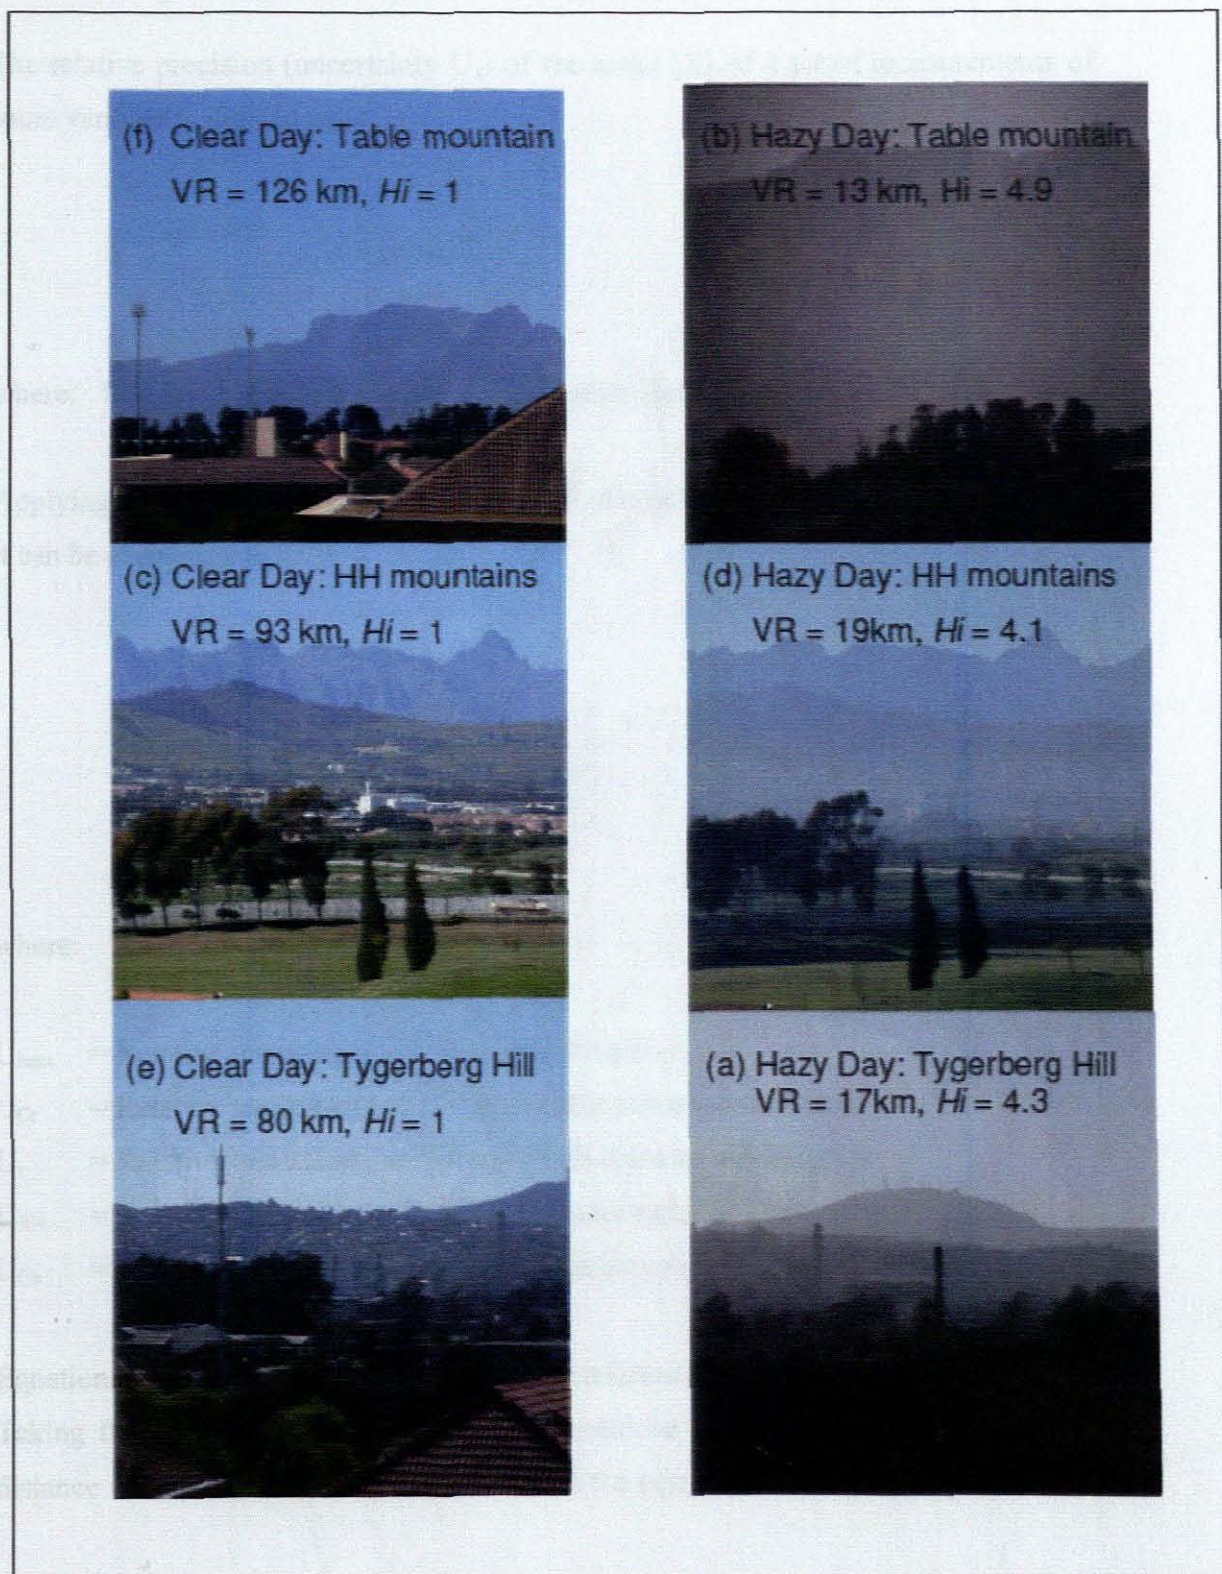 (f) Clear Day: Table mountain
VR = 126 km, Hi = 1
(b) Hazy Day: Table mountain
VR = 13 km, Hi = 4.9
(c) Clear Day: HH mountains
VR = 93 km, Hi = 1
(d) Hazy Day: HH mountains
VR = 19km, Hi = 4.1
(e) Clear Day: Tygerberg Hill
VR = 80 km, Hi = 1
(a) Hazy Day: Tygerberg Hill
VR = 17km, Hi = 4.3